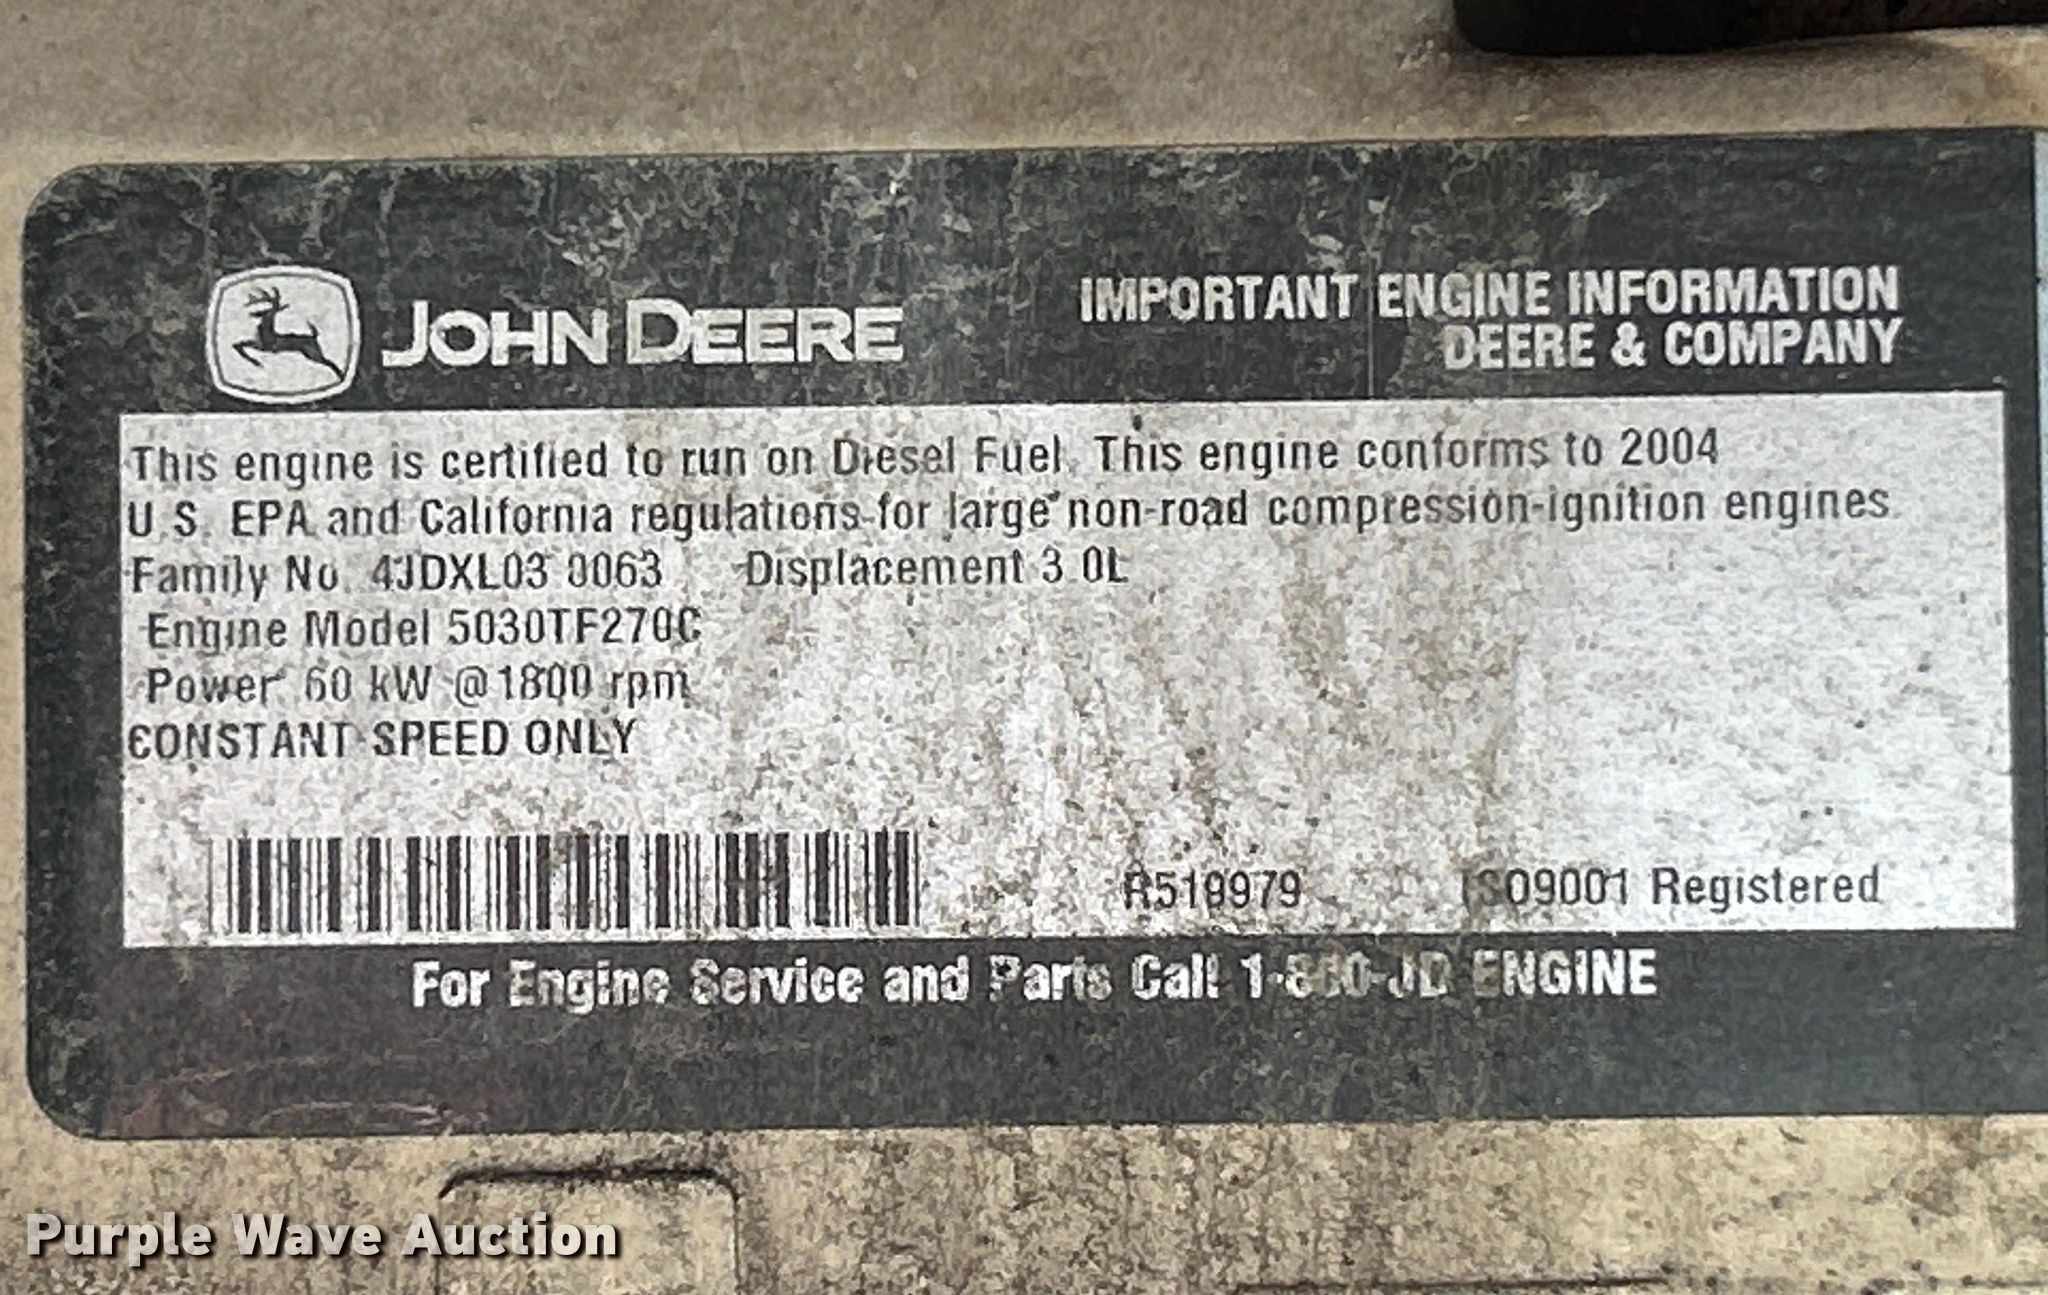 JOHN DEERE
IMPORTANT ENGINE INFORMATION
DEERE & COMPANY
This engine is certified to run on Diesel Fuel. This engine conforms to 2004
U.S. EPA and California regulations for large non-road compression-ignition engines.
Family No. 4JDXL03.0063 Displacement 3.0L
Engine Model 5030TF270C
Power 60 kW @ 1800 rpm
CONSTANT SPEED ONLY
R519979 ISO9001 Registered
For Engine Service and Parts Call 1-800-JD ENGINE
Purple Wave Auction